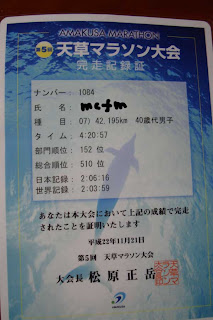 AMAKUSA MARATHON
第5回 天草マラソン大会
完走記録証
ナンバー: 1084
氏 名: mcfm
種 目: 07) 42.195km 40歳代男子
タ イ ム: 4:20:57
部門順位: 152 位
総合順位: 510 位
日本記録: 2:06:16
世界記録: 2:03:59
あなたは本大会において上記の成績で完走
されたことを証明いたします
平成22年11月21日
第5回 天草マラソン大会
大会長 松原正岳